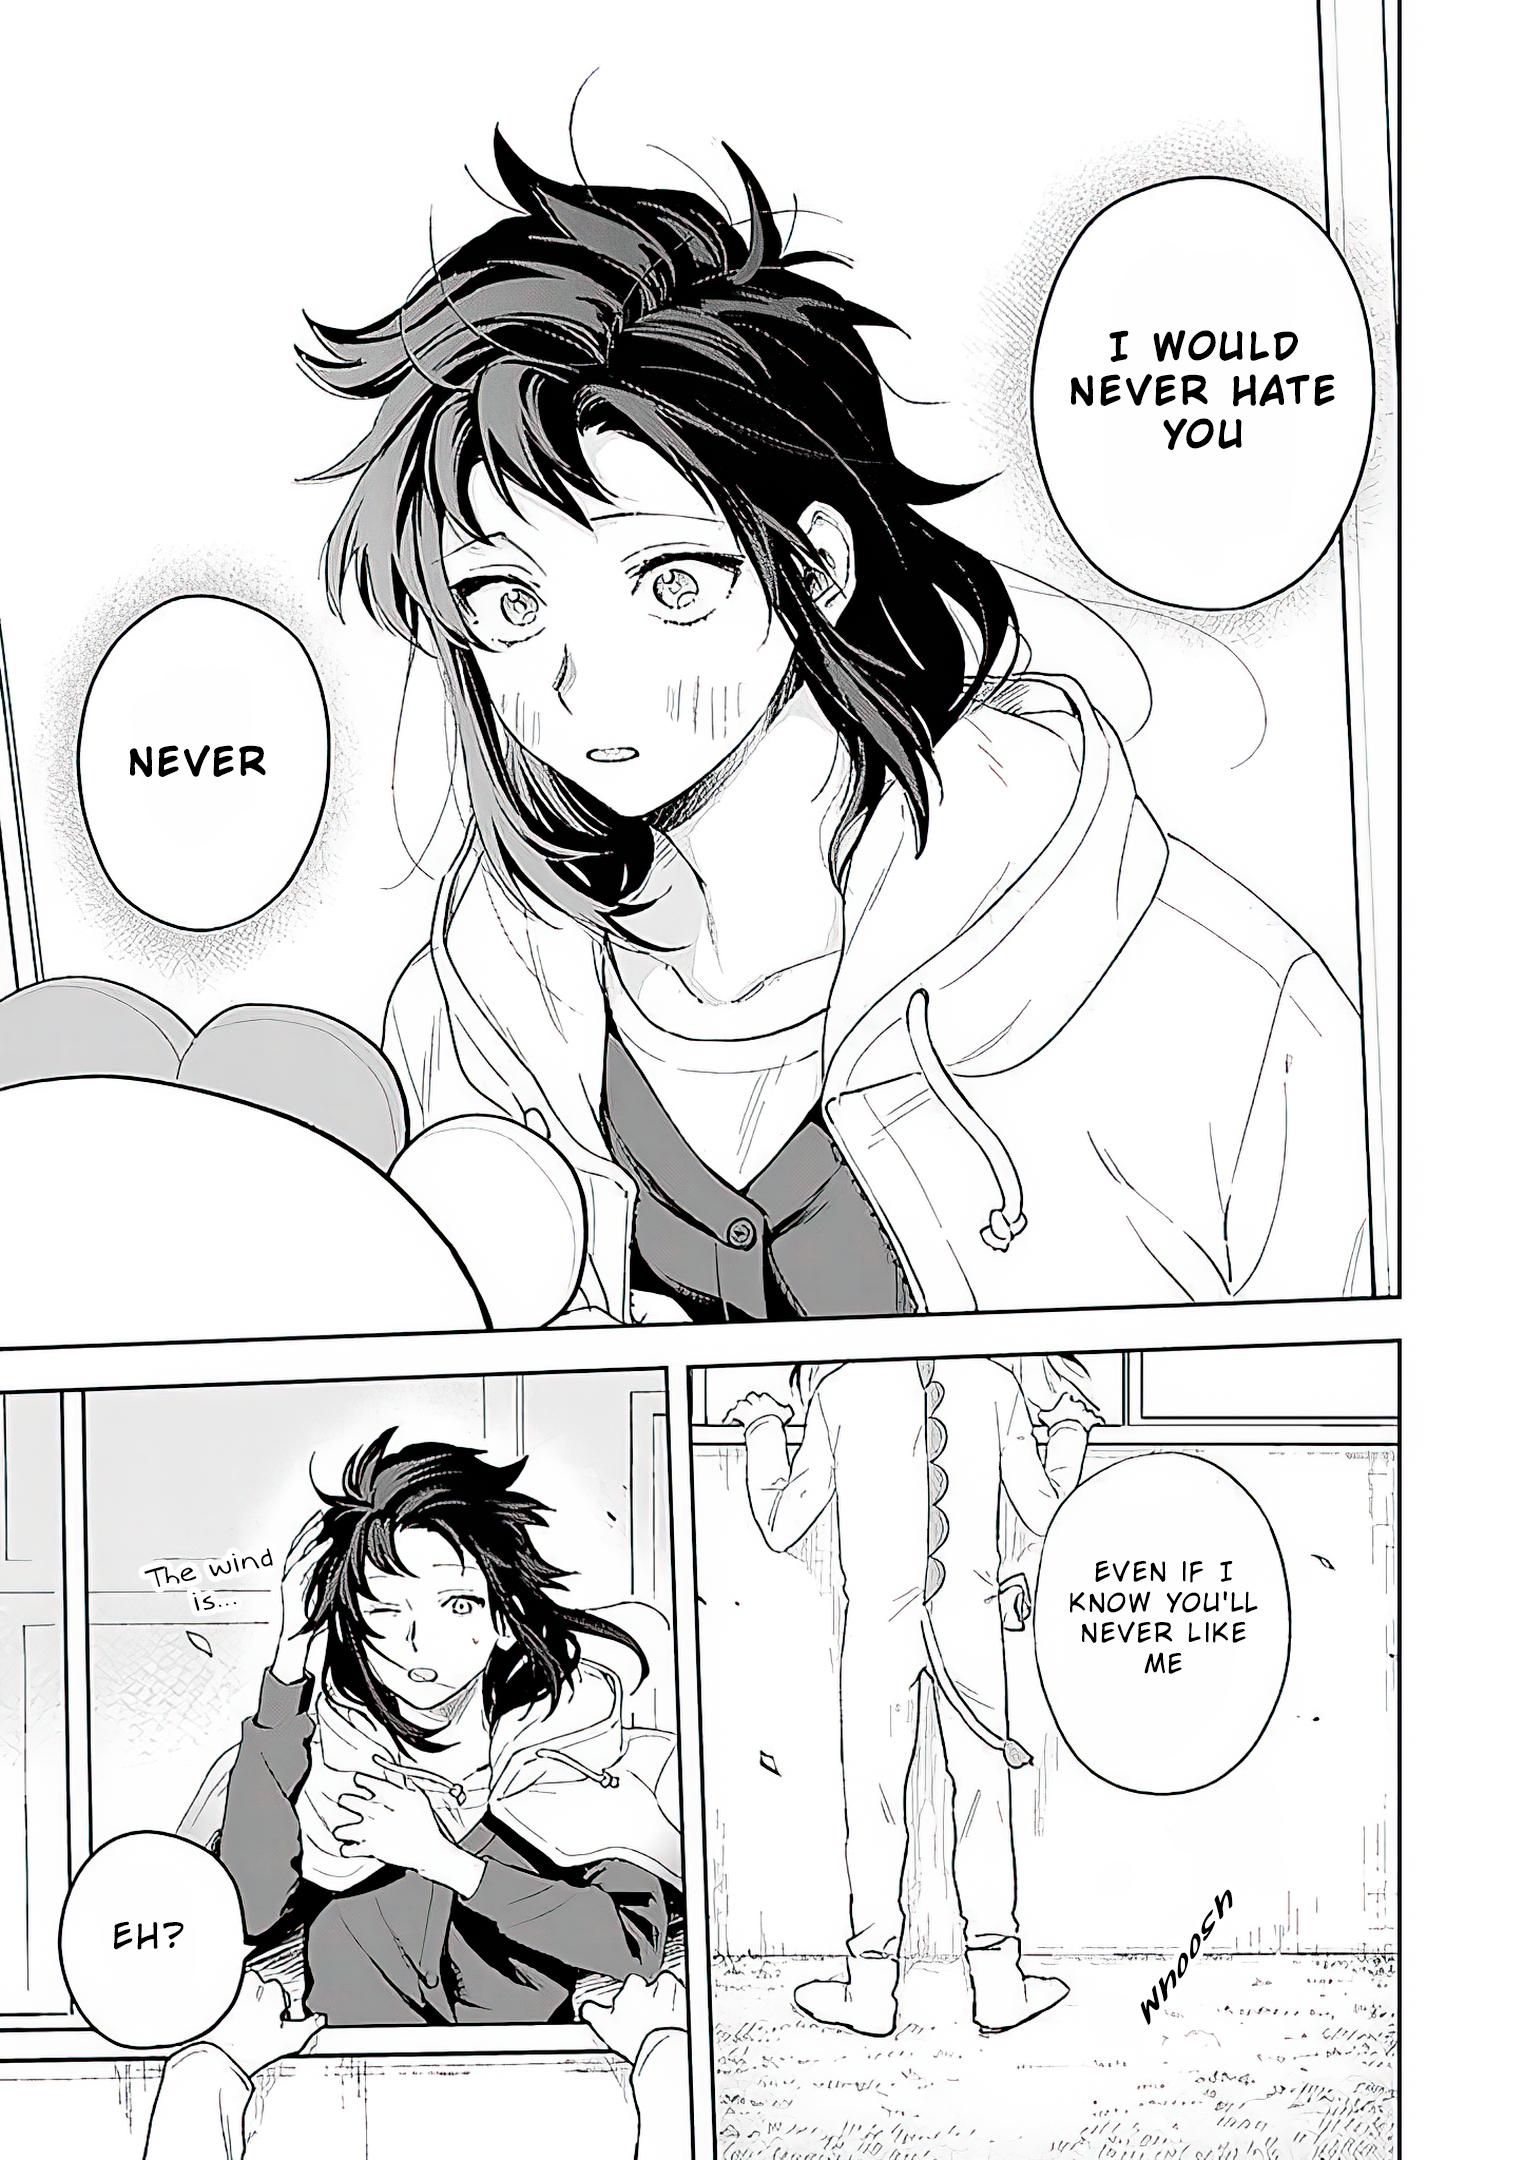 I WOULD
NEVER HATE
YOU
NEVER
EVEN IF I
KNOW YOU'LL
NEVER LIKE
ME
whoosh
The wind
is...
EH?